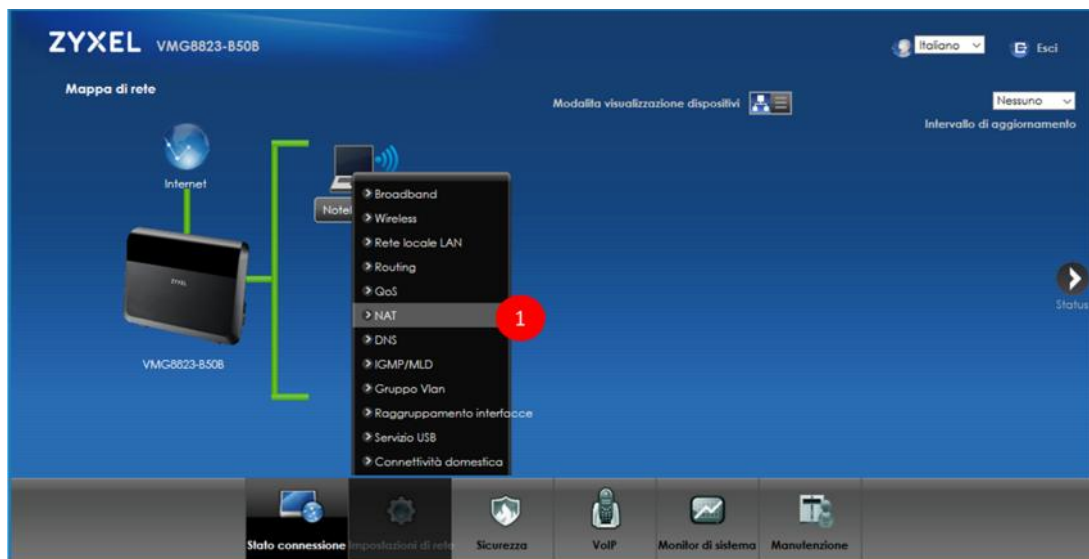 ZYXEL VMG8823-B50B
Italiano
Esci
Mappa di rete
Modalita visualizzazione dispositivi
Nessuno
Intervallo di aggiornamento
Internet
ZYXEL
VMG8823-B50B
Broadband
Wireless
Rete locale LAN
Routing
QoS
NAT
1
DNS
IGMP/MLD
Gruppo Vlan
Raggruppamento interfacce
Servizio USB
Connettività domestica
Status
Stato connessione
Impostazioni di rete
Sicurezza
VoIP
Monitor di sistema
Manutenzione